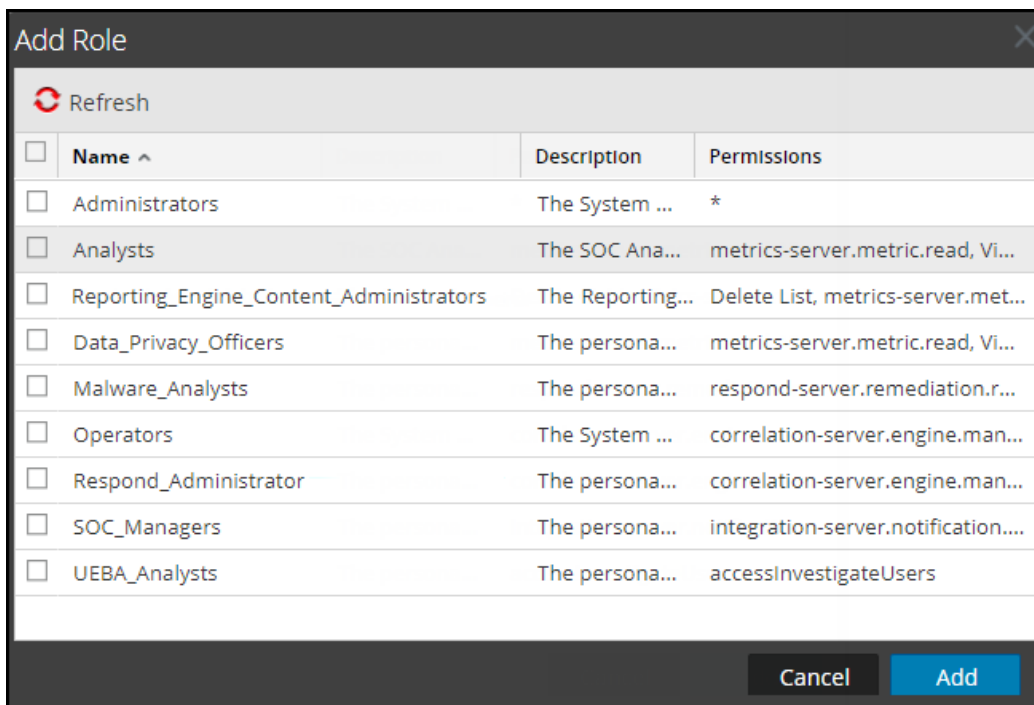 Add Role
Refresh
Name Description Permissions
Administrators The System ... *
Analysts The SOC Ana... metrics-server.metric.read, Vi...
Reporting_Engine_Content_Administrators The Reporting... Delete List, metrics-server.met...
Data_Privacy_Officers The persona... metrics-server.metric.read, Vi...
Malware_Analysts The persona... respond-server.remediation.r...
Operators The System ... correlation-server.engine.man...
Respond_Administrator The persona... correlation-server.engine.man...
SOC_Managers The persona... integration-server.notification....
UEBA_Analysts The persona... accessInvestigateUsers
Cancel Add